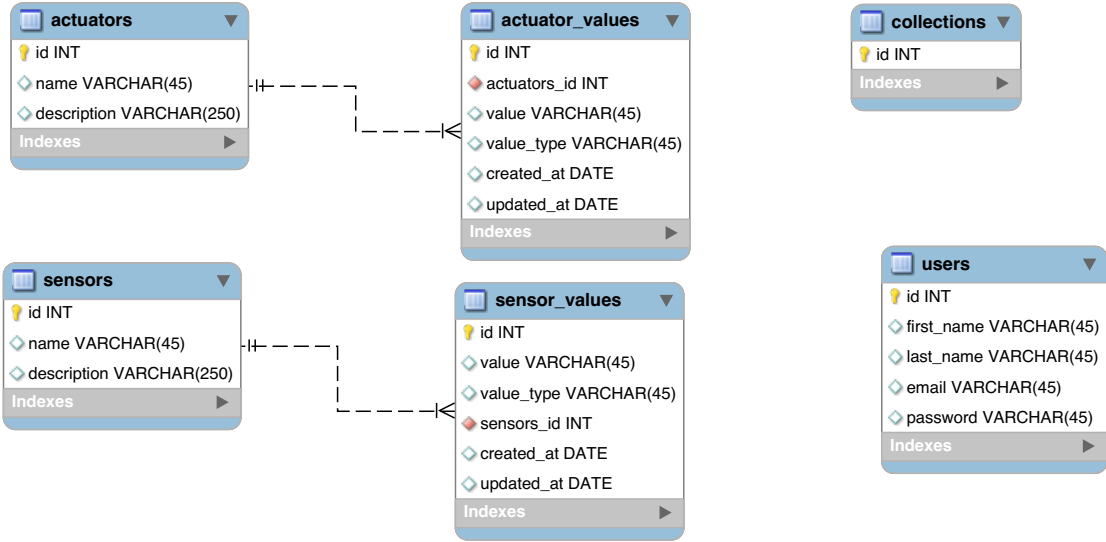 actuators
id INT
name VARCHAR(45)
description VARCHAR(250)
Indexes
actuator_values
id INT
actuators_id INT
value VARCHAR(45)
value_type VARCHAR(45)
created_at DATE
updated_at DATE
Indexes
collections
id INT
Indexes
sensors
id INT
name VARCHAR(45)
description VARCHAR(250)
Indexes
sensor_values
id INT
value VARCHAR(45)
value_type VARCHAR(45)
sensors_id INT
created_at DATE
updated_at DATE
Indexes
users
id INT
first_name VARCHAR(45)
last_name VARCHAR(45)
email VARCHAR(45)
password VARCHAR(45)
Indexes